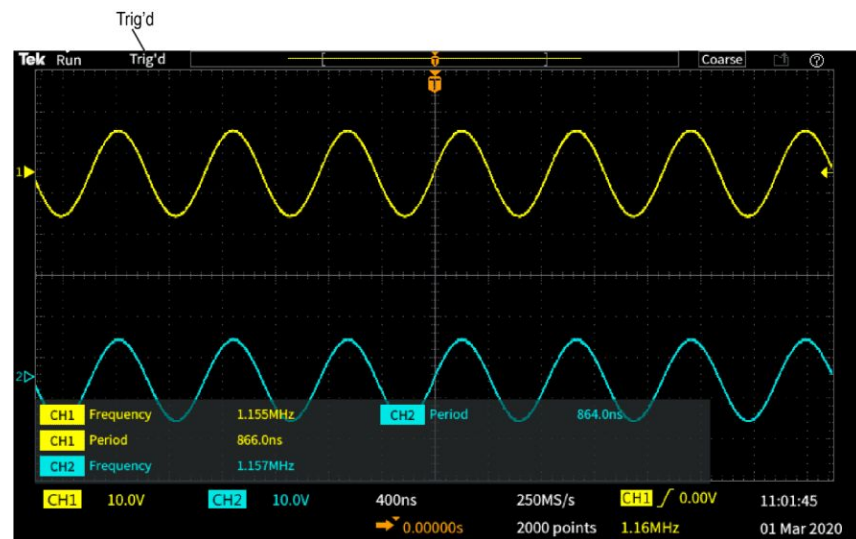 Trig'd
Tek Run Trig'd Coarse
T
T
1
2
CH1 Frequency 1.155MHz CH2 Period 864.0ns
CH1 Period 866.0ns
CH2 Frequency 1.157MHz
CH1 10.0V CH2 10.0V 400ns 250MS/s CH1 0.00V 11:01:45
0.00000s 2000 points 1.16MHz 01 Mar 2020